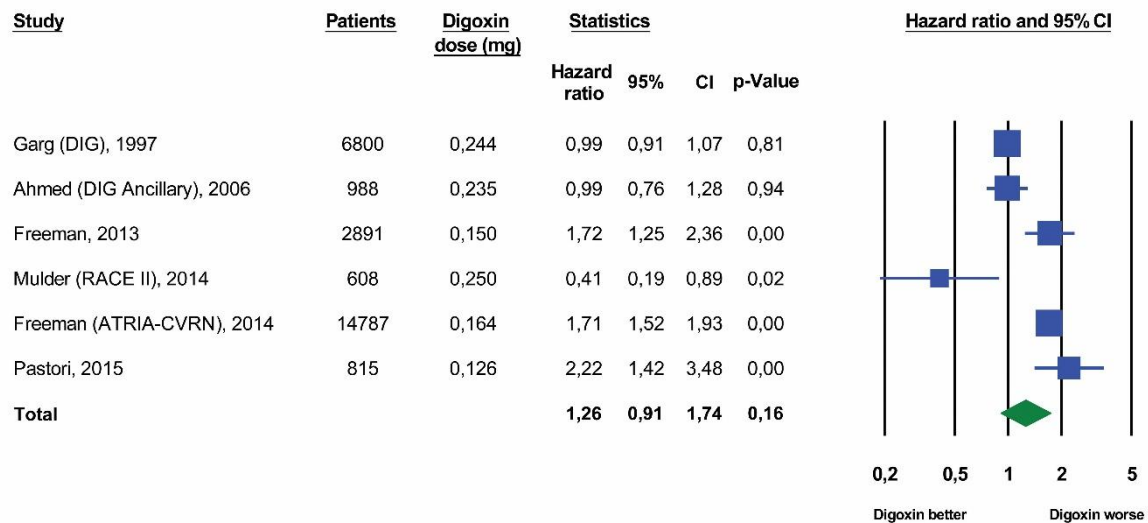 Study Patients Digoxin dose (mg) Statistics Hazard ratio and 95% CI
Hazard ratio 95% CI p-Value
Garg (DIG), 1997 6800 0,244 0,99 0,91 1,07 0,81
Ahmed (DIG Ancillary), 2006 988 0,235 0,99 0,76 1,28 0,94
Freeman, 2013 2891 0,150 1,72 1,25 2,36 0,00
Mulder (RACE II), 2014 608 0,250 0,41 0,19 0,89 0,02
Freeman (ATRIA-CVRN), 2014 14787 0,164 1,71 1,52 1,93 0,00
Pastori, 2015 815 0,126 2,22 1,42 3,48 0,00
Total 1,26 0,91 1,74 0,16
0,2 0,5 1 2 5
Digoxin better Digoxin worse